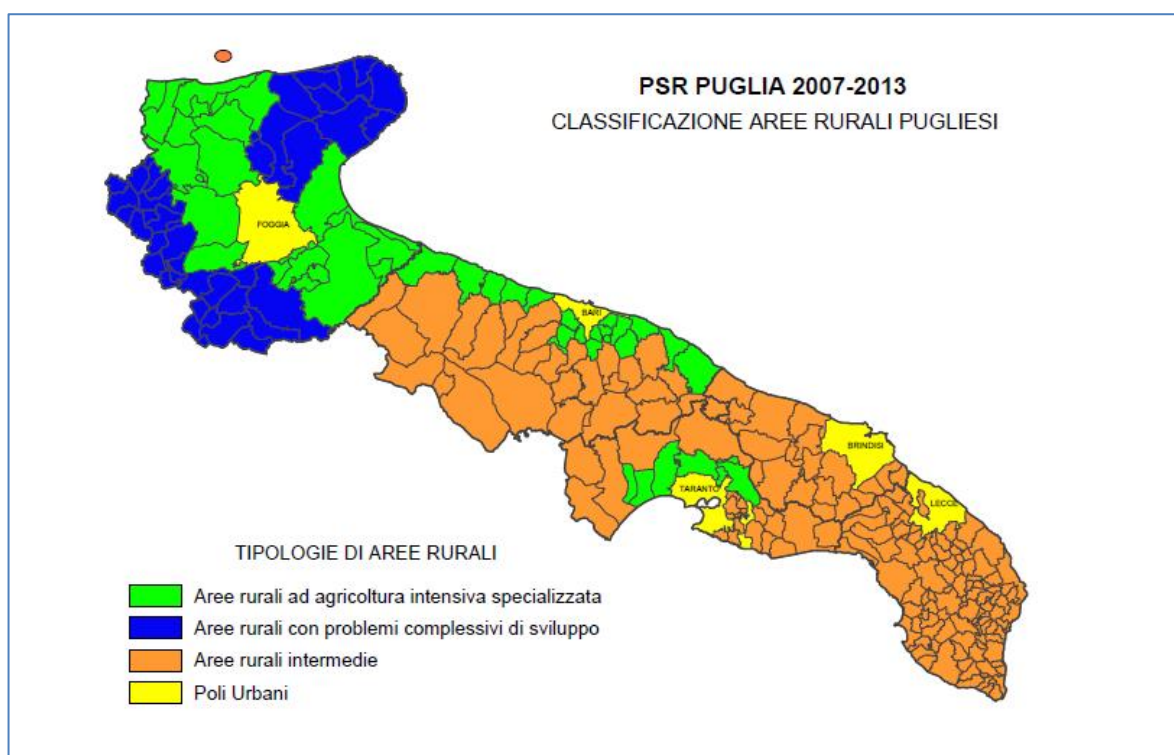 PSR PUGLIA 2007-2013
CLASSIFICAZIONE AREE RURALI PUGLIESI
FOGGIA
BARI
BRINDISI
TARANTO
LECCE
TIPOLOGIE DI AREE RURALI
Aree rurali ad agricoltura intensiva specializzata
Aree rurali con problemi complessivi di sviluppo
Aree rurali intermedie
Poli Urbani